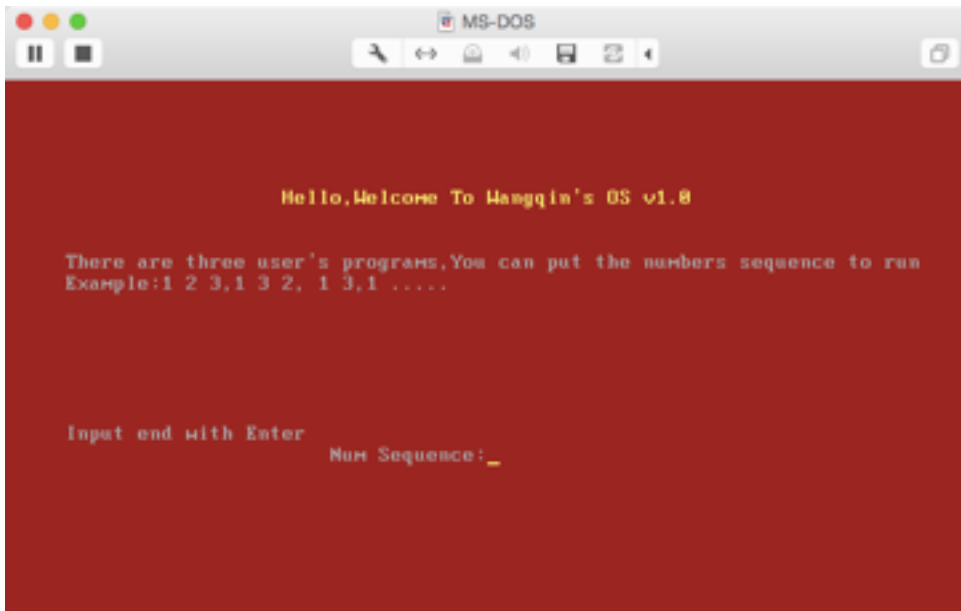 MS-DOS
Hello,Welcome To Wangqin's OS v1.0
There are three user's programs,You can put the numbers sequence to run
Example:1 2 3,1 3 2, 1 3,1 .....
Input end with Enter
Num Sequence:_